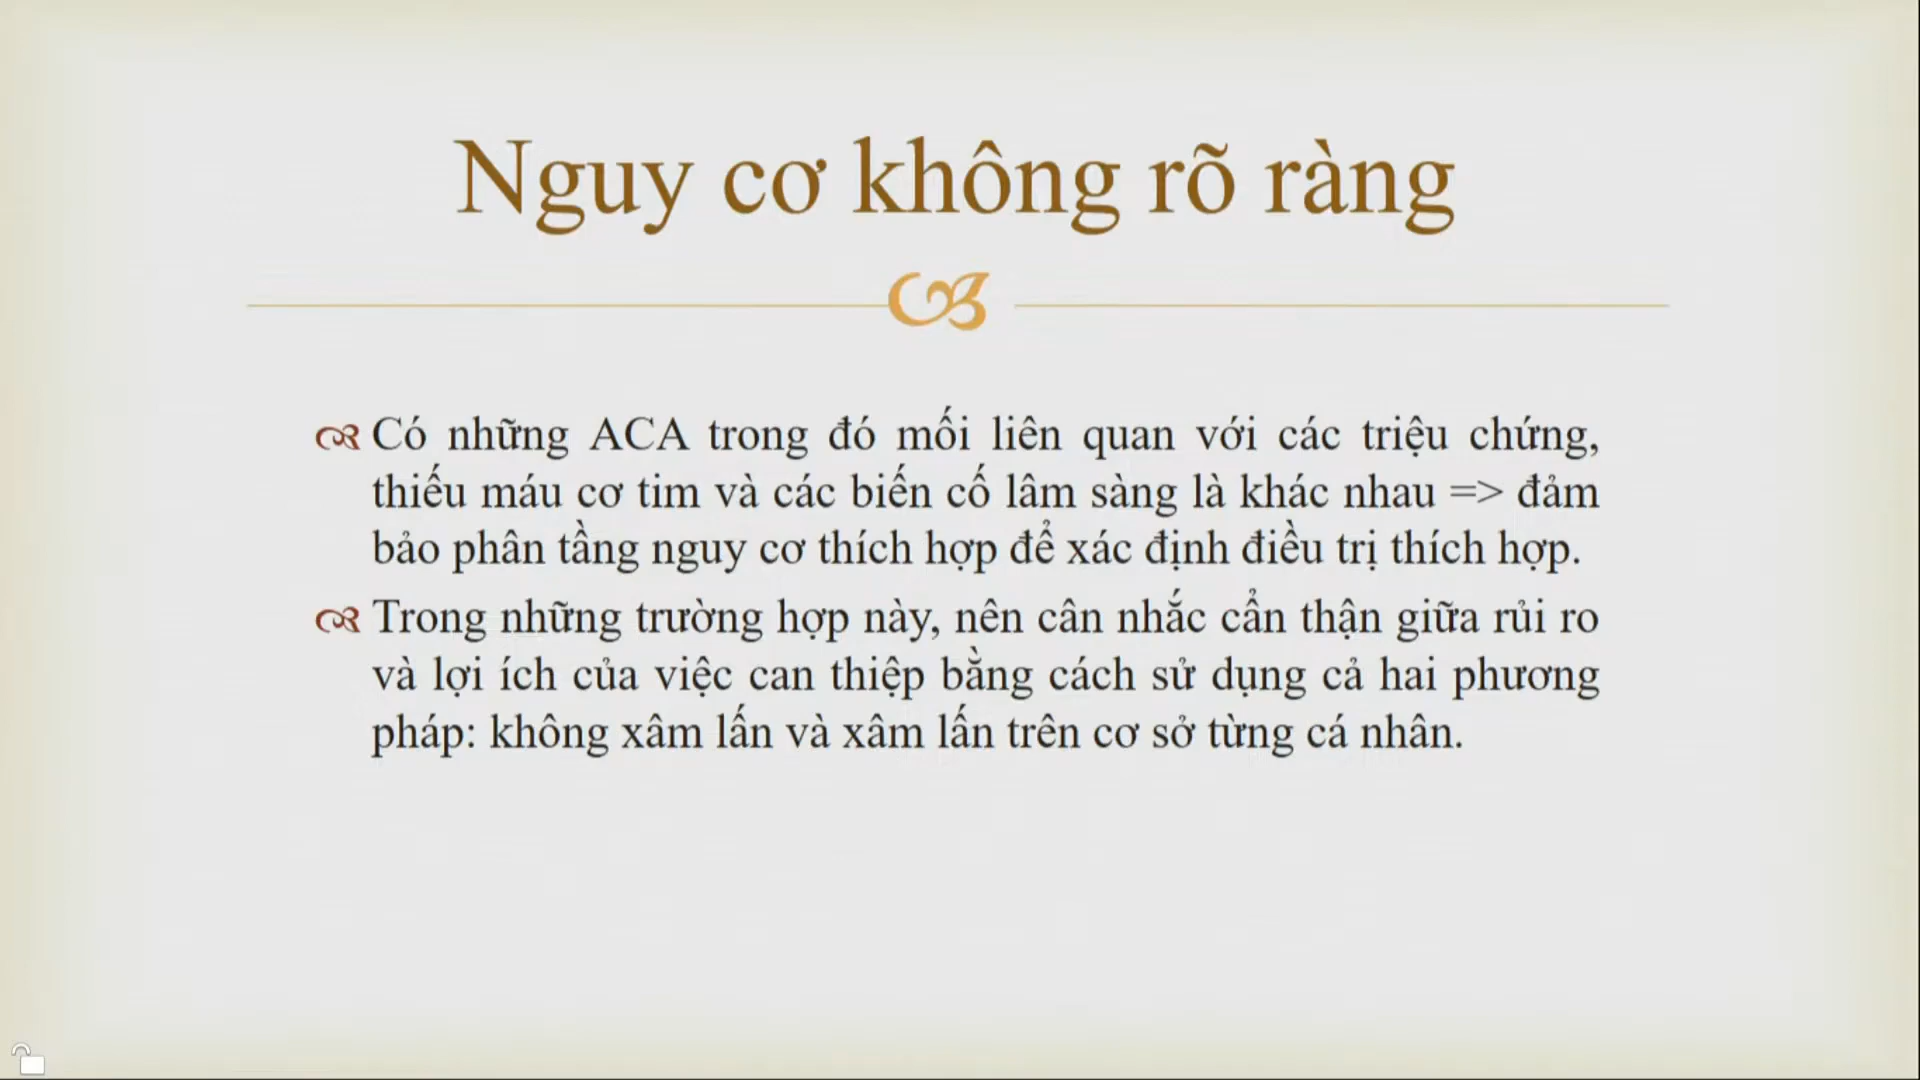 Nguy cơ không rõ ràng
Có những ACA trong đó mối liên quan với các triệu chứng,
thiếu máu cơ tim và các biến cố lâm sàng là khác nhau => đảm
bảo phân tầng nguy cơ thích hợp để xác định điều trị thích hợp.
Trong những trường hợp này, nên cân nhắc cẩn thận giữa rủi ro
và lợi ích của việc can thiệp bằng cách sử dụng cả hai phương
pháp: không xâm lấn và xâm lấn trên cơ sở từng cá nhân.